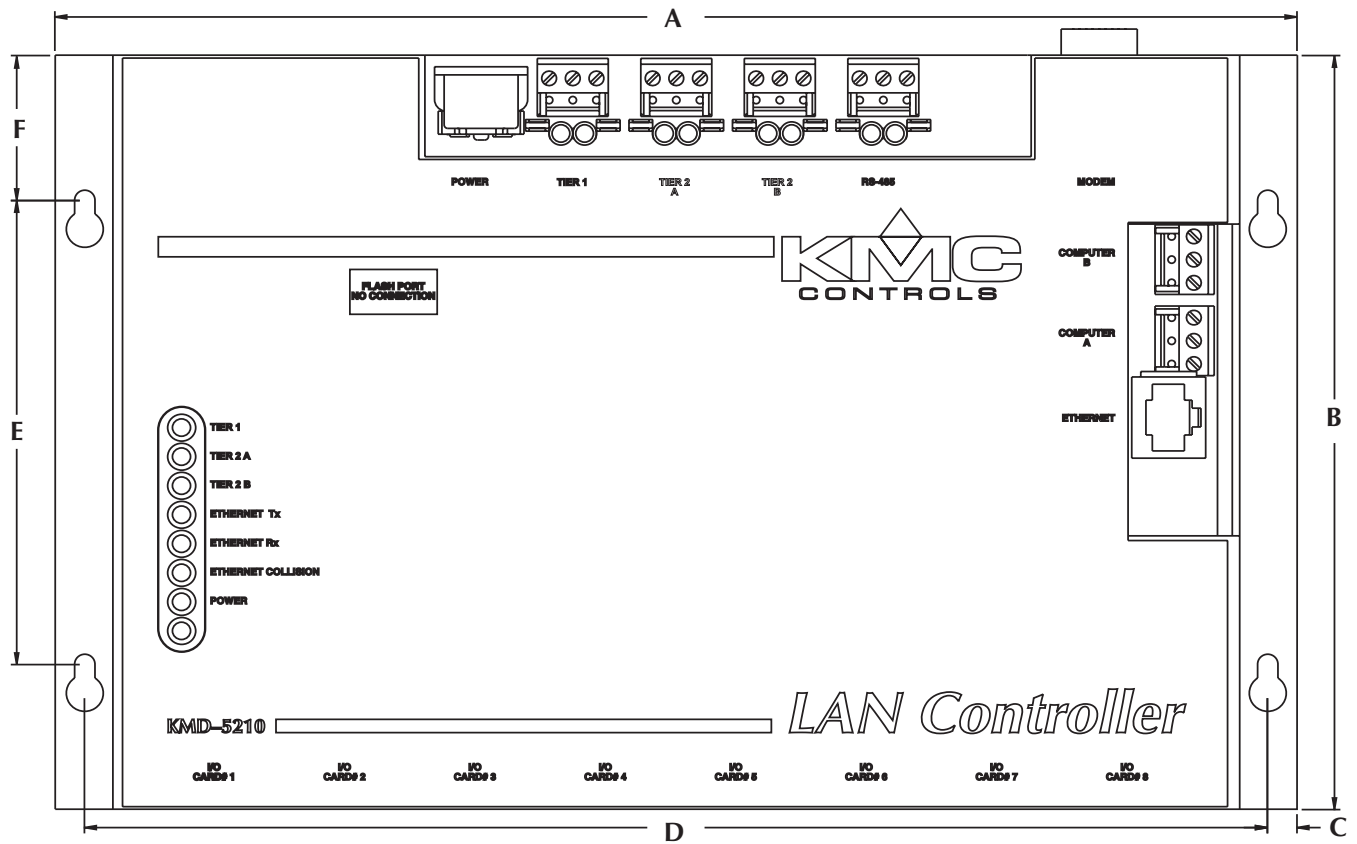 A
F
POWER
TIER 1
TIER 2
A
TIER 2
B
RS-485
MODEM
KMC
CONTROLS
COMPUTER
B
FLASH PORT
NO CONNECTION
COMPUTER
A
ETHERNET
B
E
TIER 1
TIER 2 A
TIER 2 B
ETHERNET Tx
ETHERNET Rx
ETHERNET COLLISION
POWER
KMD–5210
LAN Controller
I/O
CARD# 1
I/O
CARD# 2
I/O
CARD# 3
I/O
CARD# 4
I/O
CARD# 5
I/O
CARD# 6
I/O
CARD# 7
I/O
CARD# 8
D
C